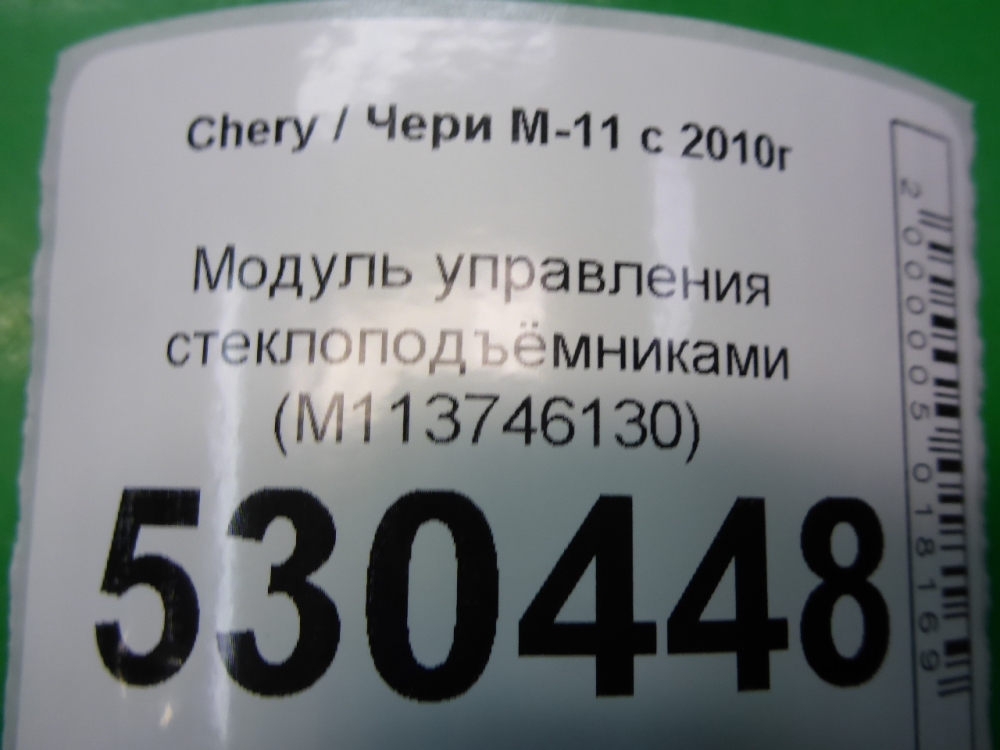 Chery / Чери М-11 с 2010г
Модуль управления
стеклоподъёмниками
(M113746130)
530448
2000005018169